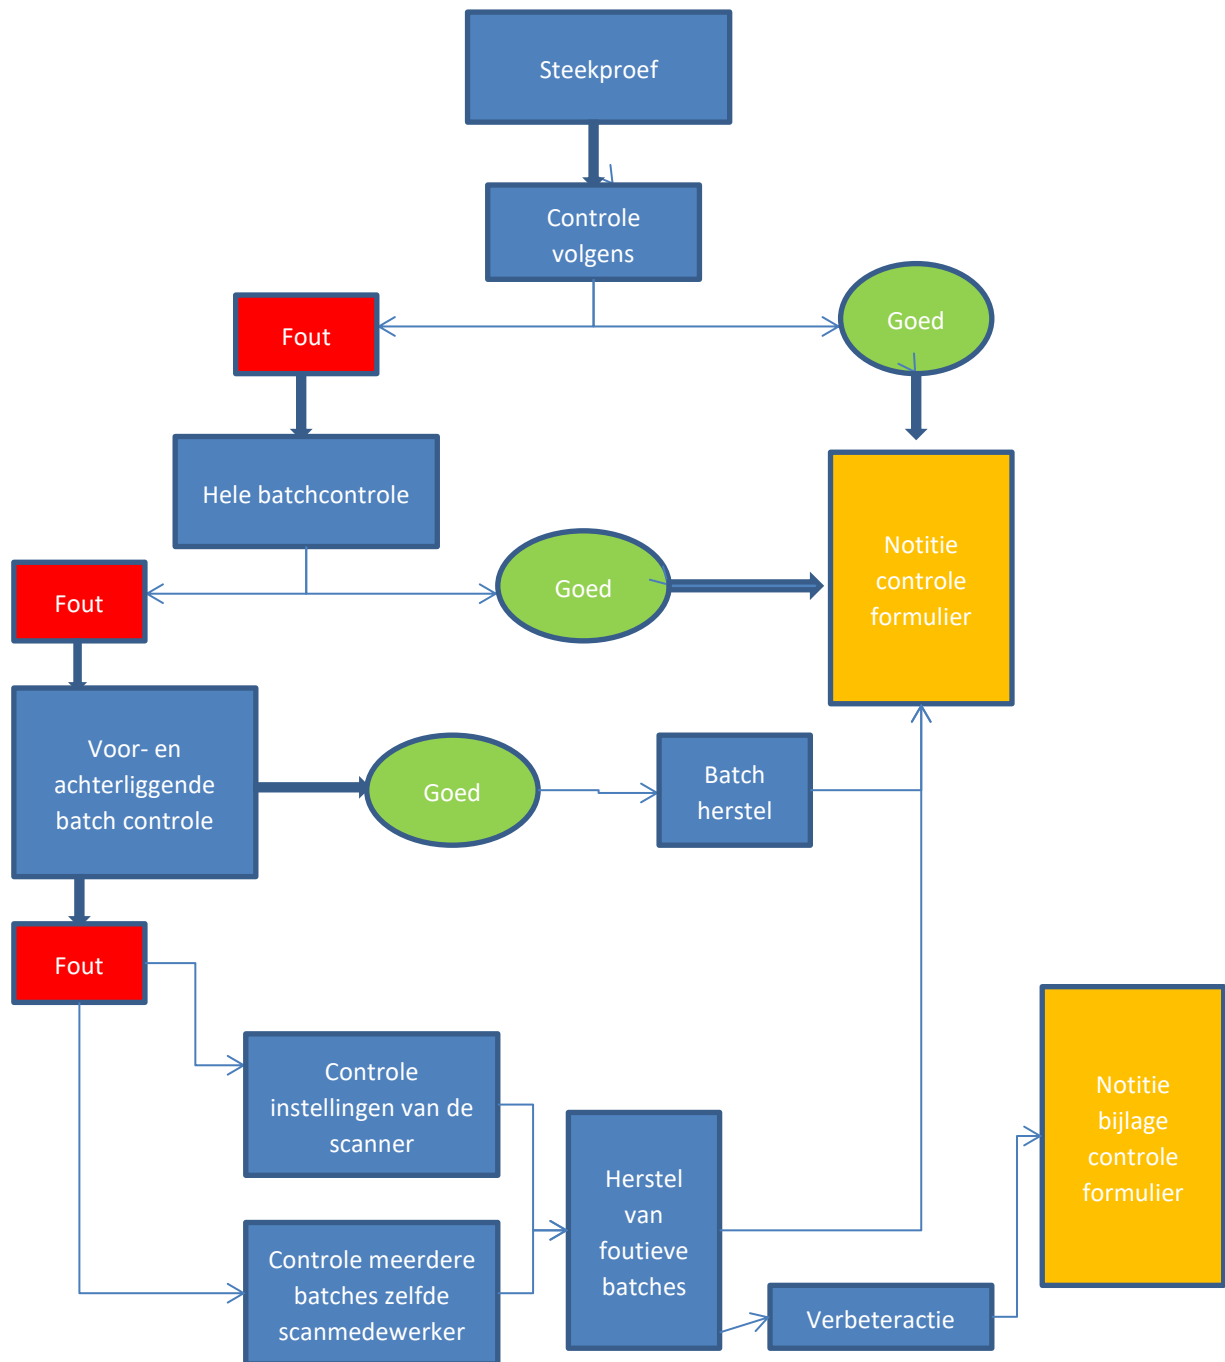 Steekproef
Controle
volgens
Fout
Goed
Hele batchcontrole
Notitie
controle
formulier
Goed
Fout
Voor- en
achterliggende
batch controle
Goed
Batch
herstel
Fout
Controle
instellingen van de
scanner
Notitie
bijlage
controle
formulier
Herstel
van
foutieve
batches
Controle meerdere
batches zelfde
scanmedewerker
Verbeteractie